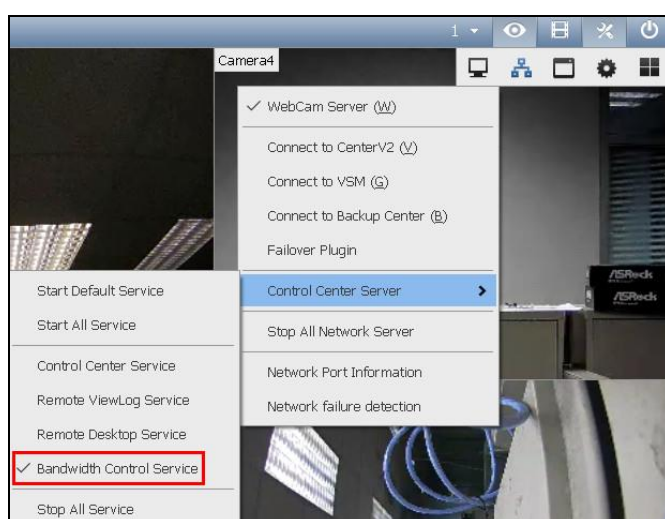 1
Camera4
WebCam Server (W)
Connect to CenterV2 (V)
Connect to VSM (G)
Connect to Backup Center (B)
Failover Plugin
Control Center Server
Stop All Network Server
Network Port Information
Network failure detection
Start Default Service
Start All Service
Control Center Service
Remote ViewLog Service
Remote Desktop Service
Bandwidth Control Service
Stop All Service
ASRock
ASRock